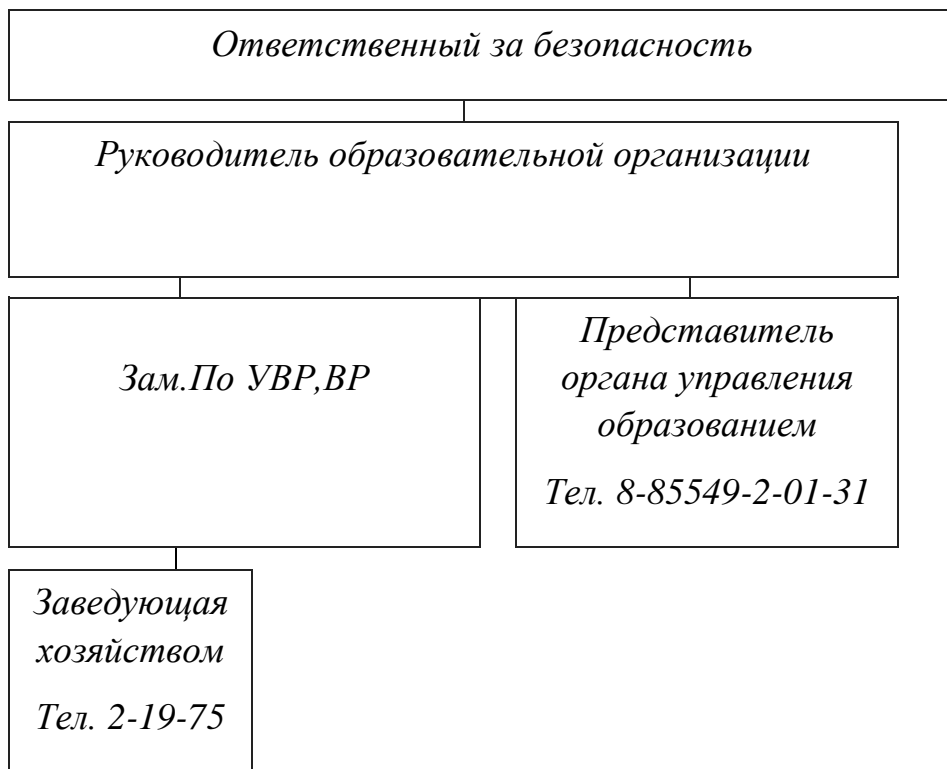 Ответственный за безопасность
Руководитель образовательной организации
Зам.По УВР,ВР
Представитель
органа управления
образованием
Тел. 8-85549-2-01-31
Заведующая
хозяйством
Тел. 2-19-75